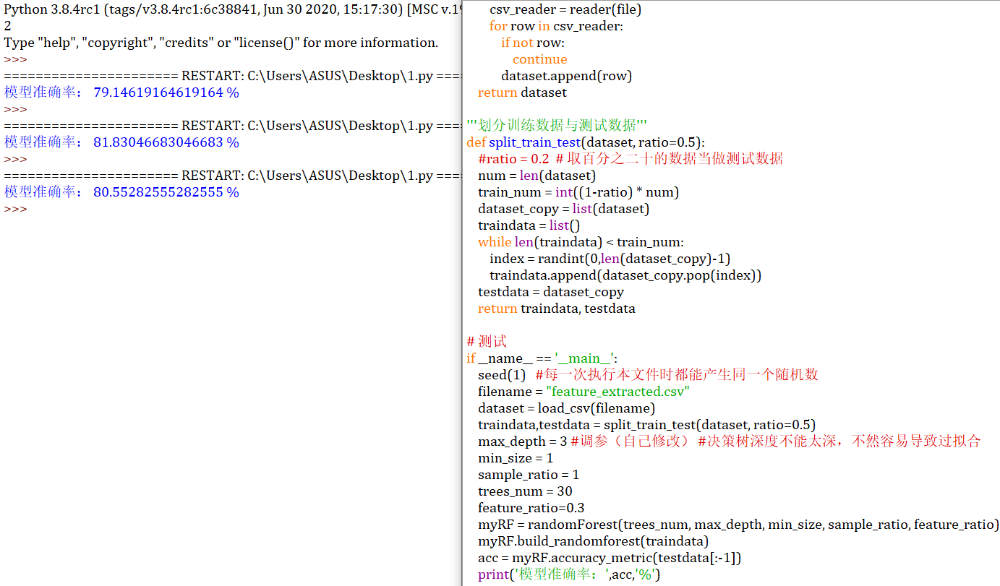 Python 3.8.4rc1 (tags/v3.8.4rc1:6c38841, Jun 30 2020, 15:17:30) [MSC v.19
2
Type "help", "copyright", "credits" or "license()" for more information.
>>>
====================== RESTART: C:\Users\ASUS\Desktop\1.py ====
模型准确率： 79.14619164619164 %
>>>
====================== RESTART: C:\Users\ASUS\Desktop\1.py ====
模型准确率： 81.83046683046683 %
>>>
====================== RESTART: C:\Users\ASUS\Desktop\1.py ====
模型准确率： 80.55282555282555 %
>>>
csv_reader = reader(file)
for row in csv_reader:
if not row:
continue
dataset.append(row)
return dataset
'''划分训练数据与测试数据'''
def split_train_test(dataset, ratio=0.5):
#ratio = 0.2 # 取百分之二十的数据当做测试数据
num = len(dataset)
train_num = int((1-ratio) * num)
dataset_copy = list(dataset)
traindata = list()
while len(traindata) < train_num:
index = randint(0,len(dataset_copy)-1)
traindata.append(dataset_copy.pop(index))
testdata = dataset_copy
return traindata, testdata
# 测试
if __name__ == '__main__':
seed(1) #每一次执行本文件时都能产生同一个随机数
filename = "feature_extracted.csv"
dataset = load_csv(filename)
traindata,testdata = split_train_test(dataset, ratio=0.5)
max_depth = 3 #调参（自己修改） #决策树深度不能太深，不然容易导致过拟合
min_size = 1
sample_ratio = 1
trees_num = 30
feature_ratio=0.3
myRF = randomForest(trees_num, max_depth, min_size, sample_ratio, feature_ratio)
myRF.build_randomforest(traindata)
acc = myRF.accuracy_metric(testdata[:-1])
print('模型准确率：',acc,'%')